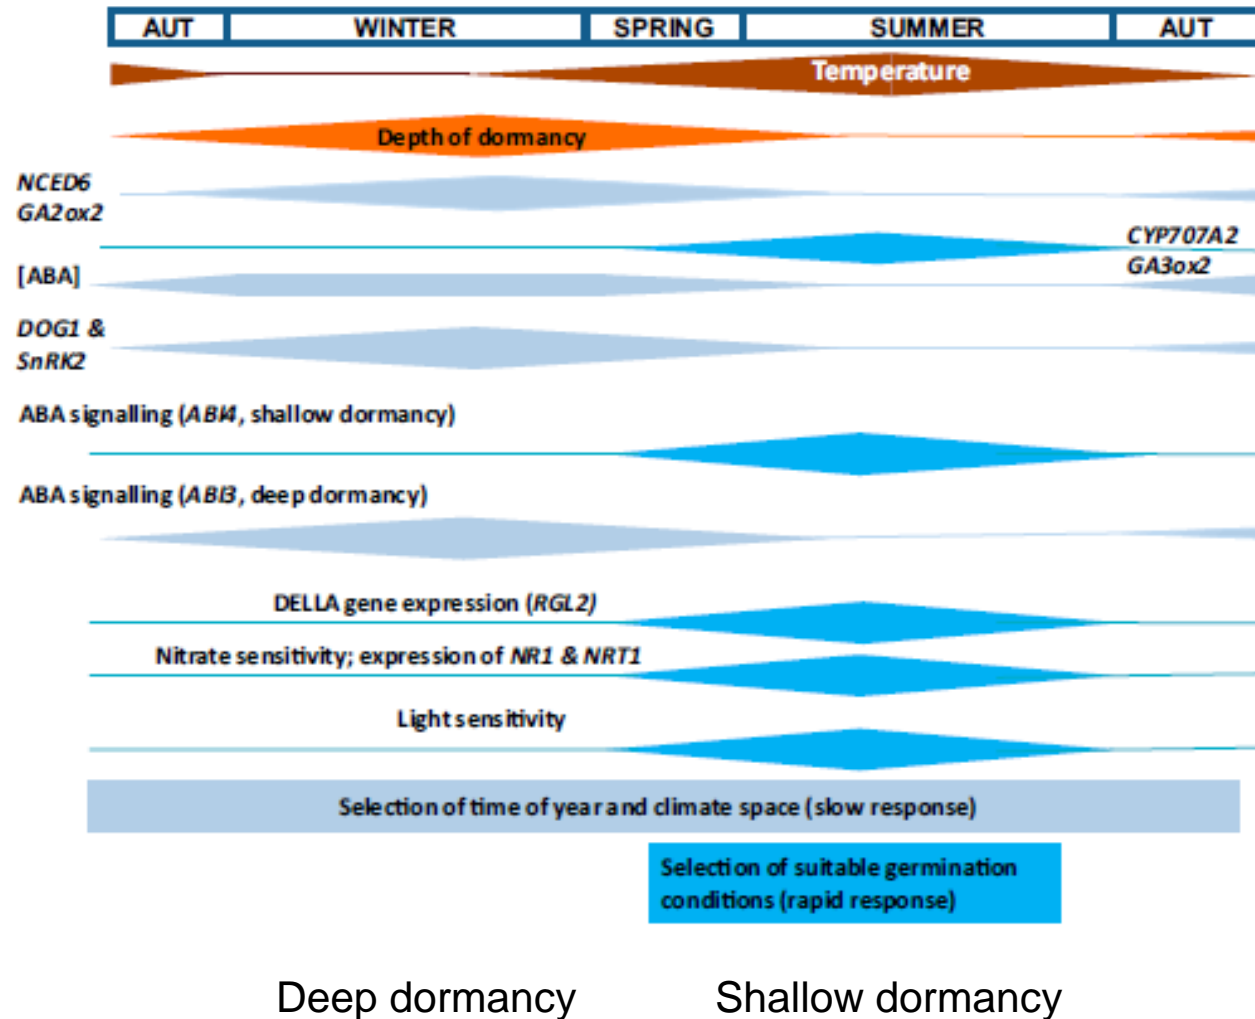 AUT WINTER SPRING SUMMER AUT
Temperature
Depth of dormancy
NCED6
GA2ox2
CYP707A2
GA3ox2
[ABA]
DOG1 &
SnRK2
ABA signalling (ABI4, shallow dormancy)
ABA signalling (ABI3, deep dormancy)
DELLA gene expression (RGL2)
Nitrate sensitivity; expression of NR1 & NRT1
Light sensitivity
Selection of time of year and climate space (slow response)
Selection of suitable germination
conditions (rapid response)
Deep dormancy Shallow dormancy